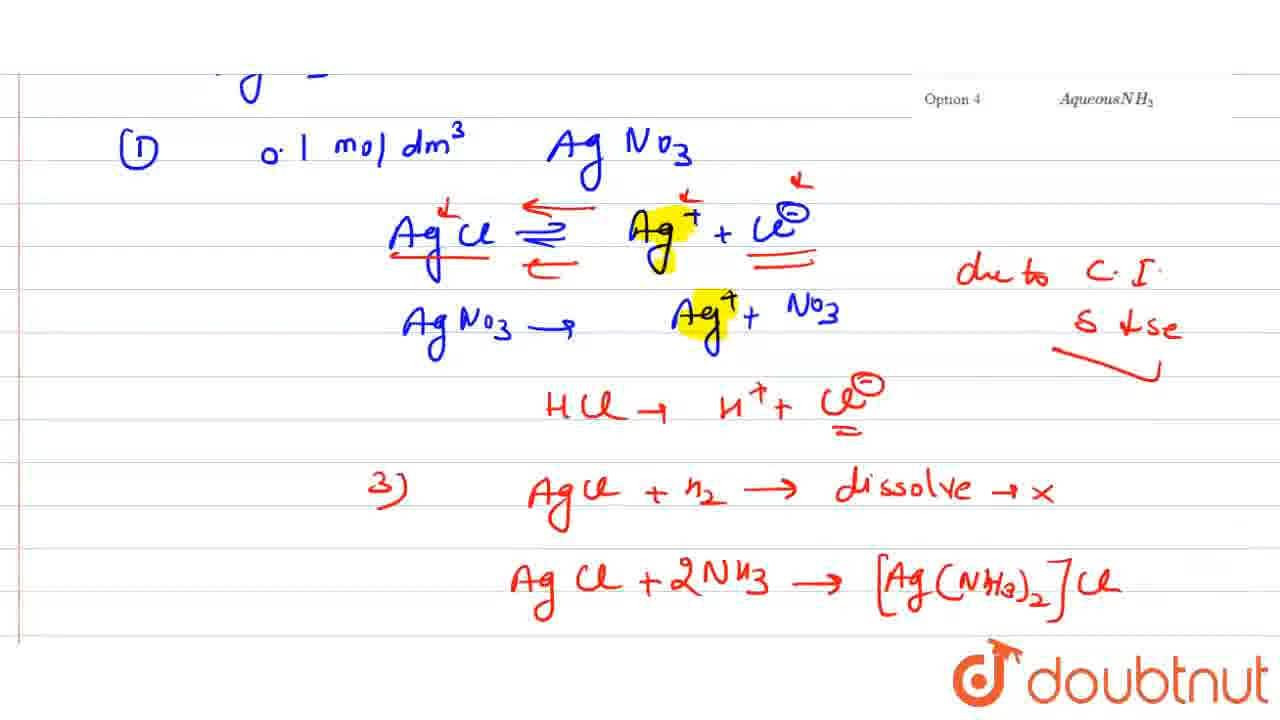 Option 4 AqueousNH₃
① 0.1 mol dm³ AgNO₃
AgCl ⇌ Ag⁺ + Cl⊖
due to C.I.
AgNO₃ → Ag⁺ + NO₃
S ↓se
HCl → H⁺ + Cl⊖
3) AgCl + H₂ → dissolve → x
AgCl + 2NH₃ → [Ag(NH₃)₂]Cl
doubtnut